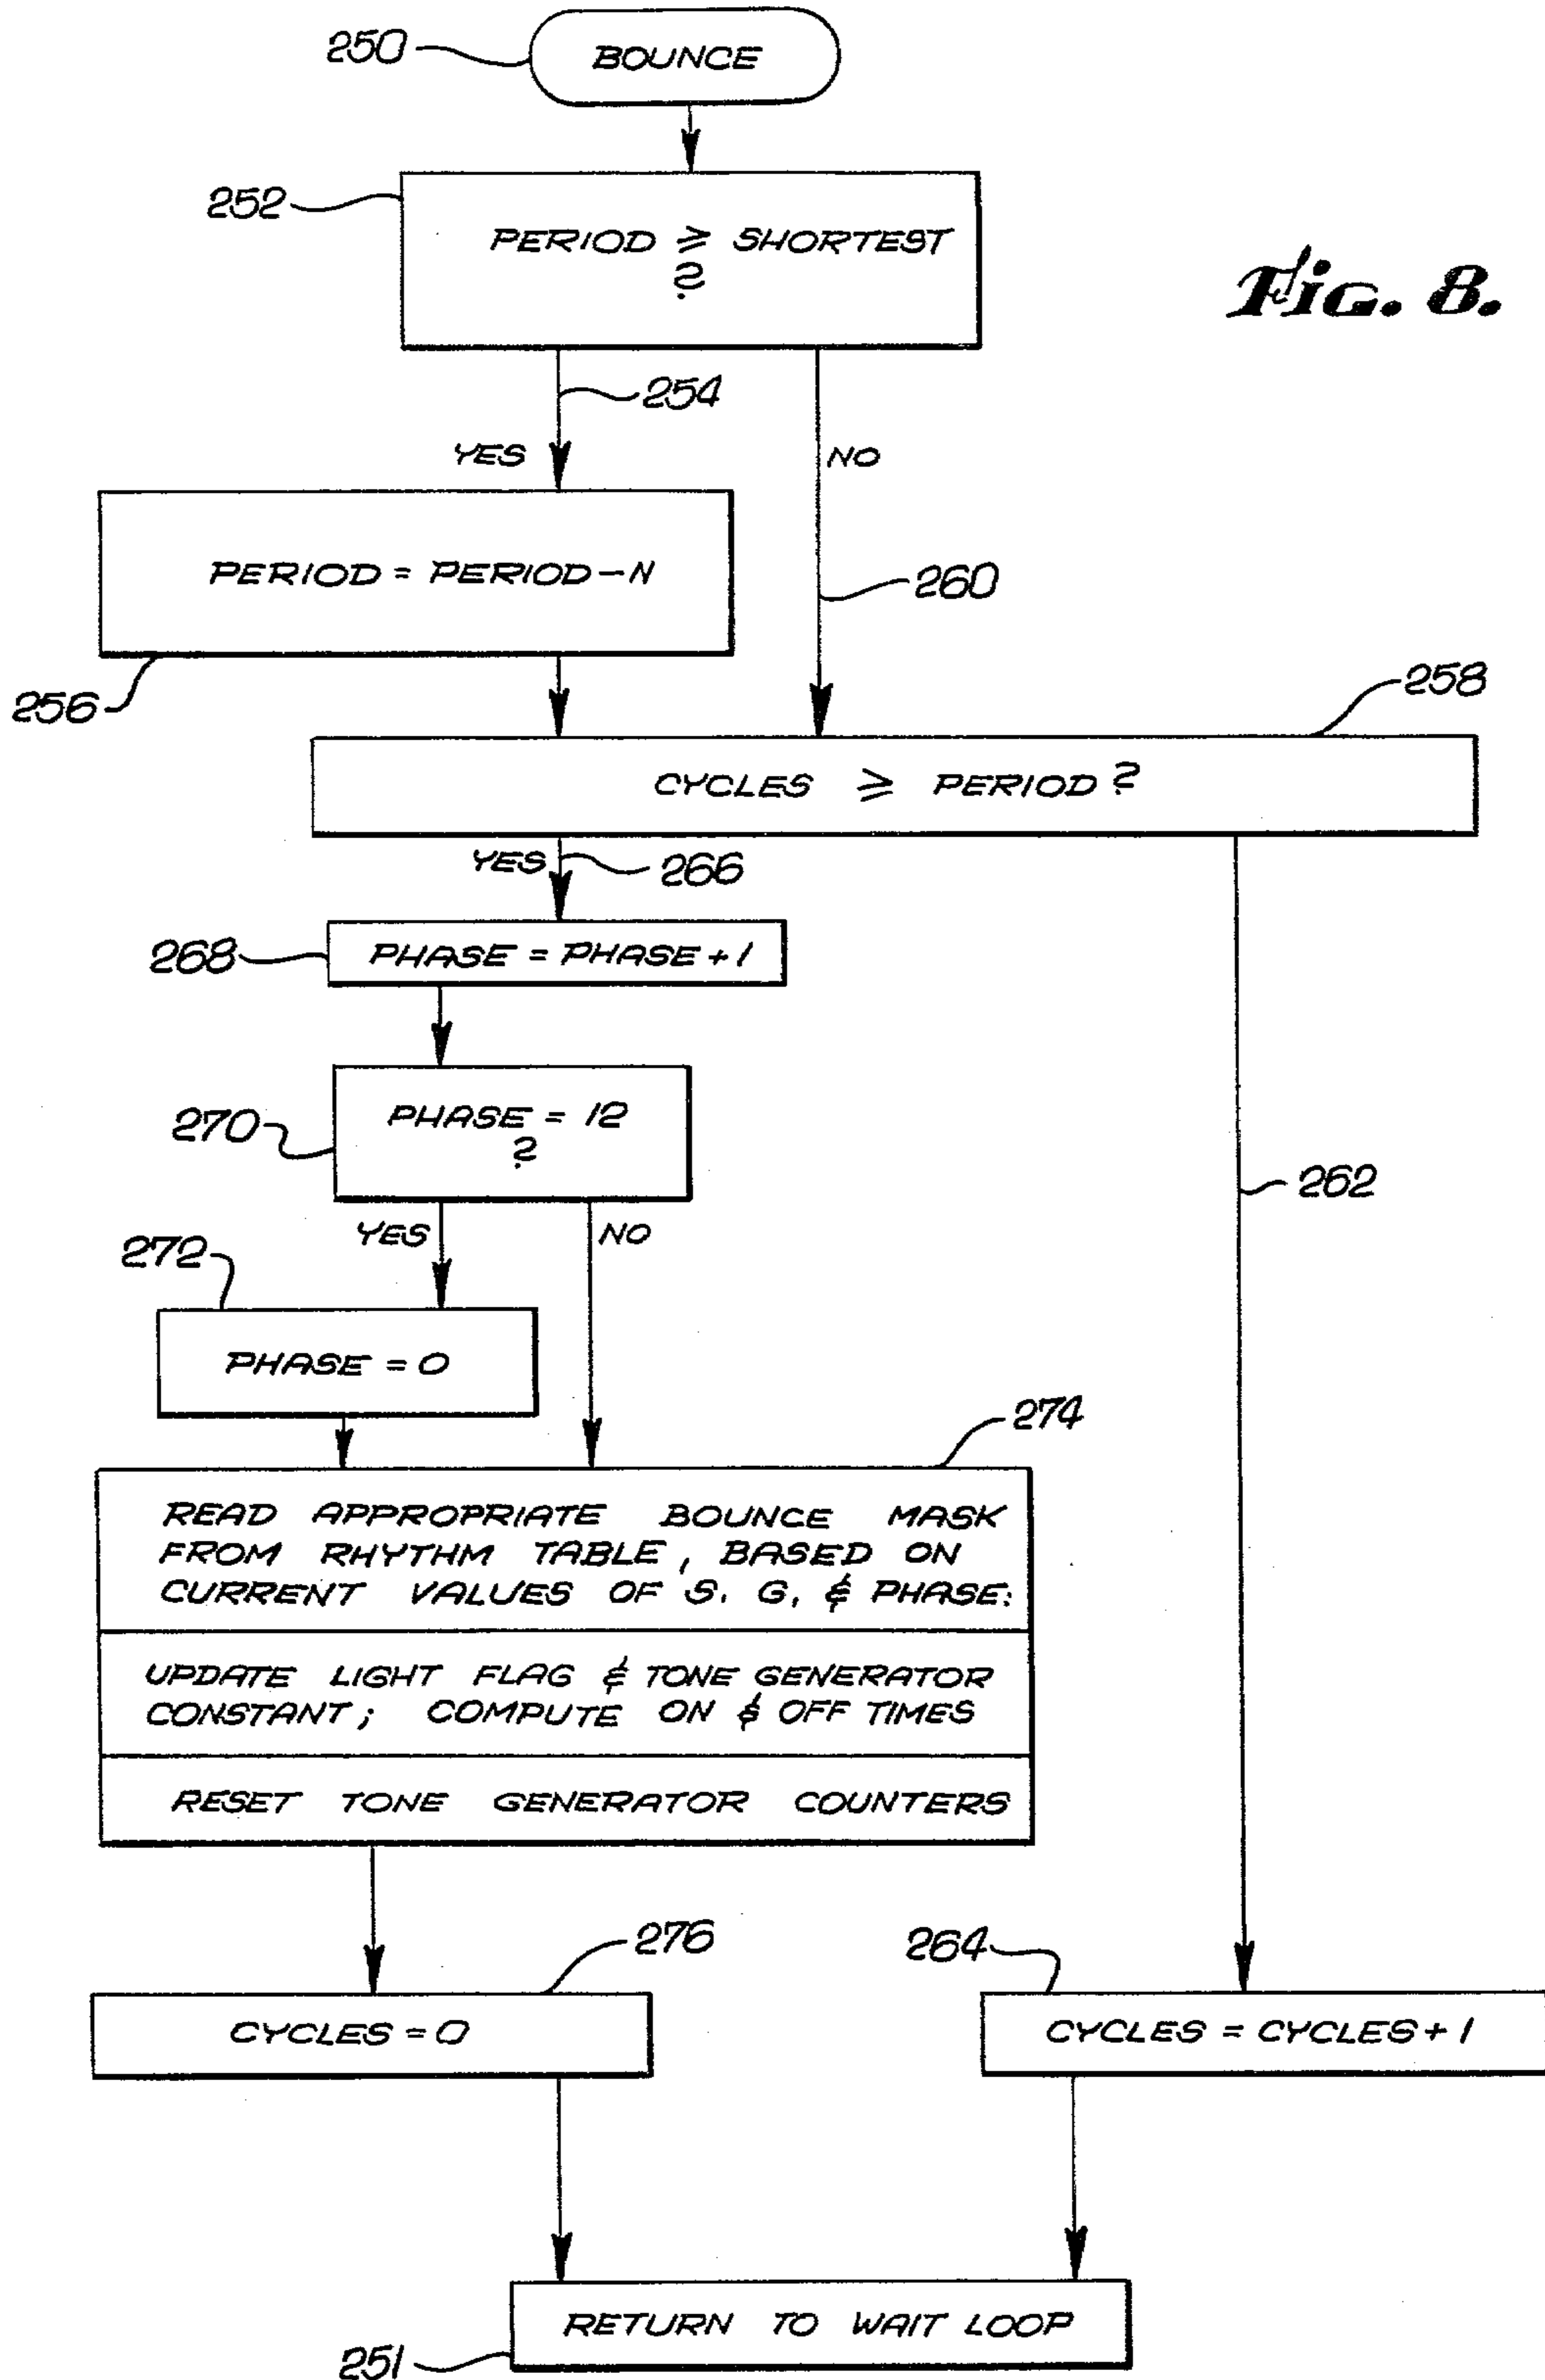 250
BOUNCE
252
PERIOD ≥ SHORTEST
?
Fig. 8.
254
YES
NO
PERIOD = PERIOD - N
260
256
258
CYCLES ≥ PERIOD ?
YES
266
268
PHASE = PHASE + 1
270
PHASE = 12
?
262
YES
NO
272
PHASE = 0
274
READ APPROPRIATE BOUNCE MASK
FROM RHYTHM TABLE, BASED ON
CURRENT VALUES OF S. G. & PHASE.
UPDATE LIGHT FLAG & TONE GENERATOR
CONSTANT; COMPUTE ON & OFF TIMES
RESET TONE GENERATOR COUNTERS
276
264
CYCLES = 0
CYCLES = CYCLES + 1
RETURN TO WAIT LOOP
251